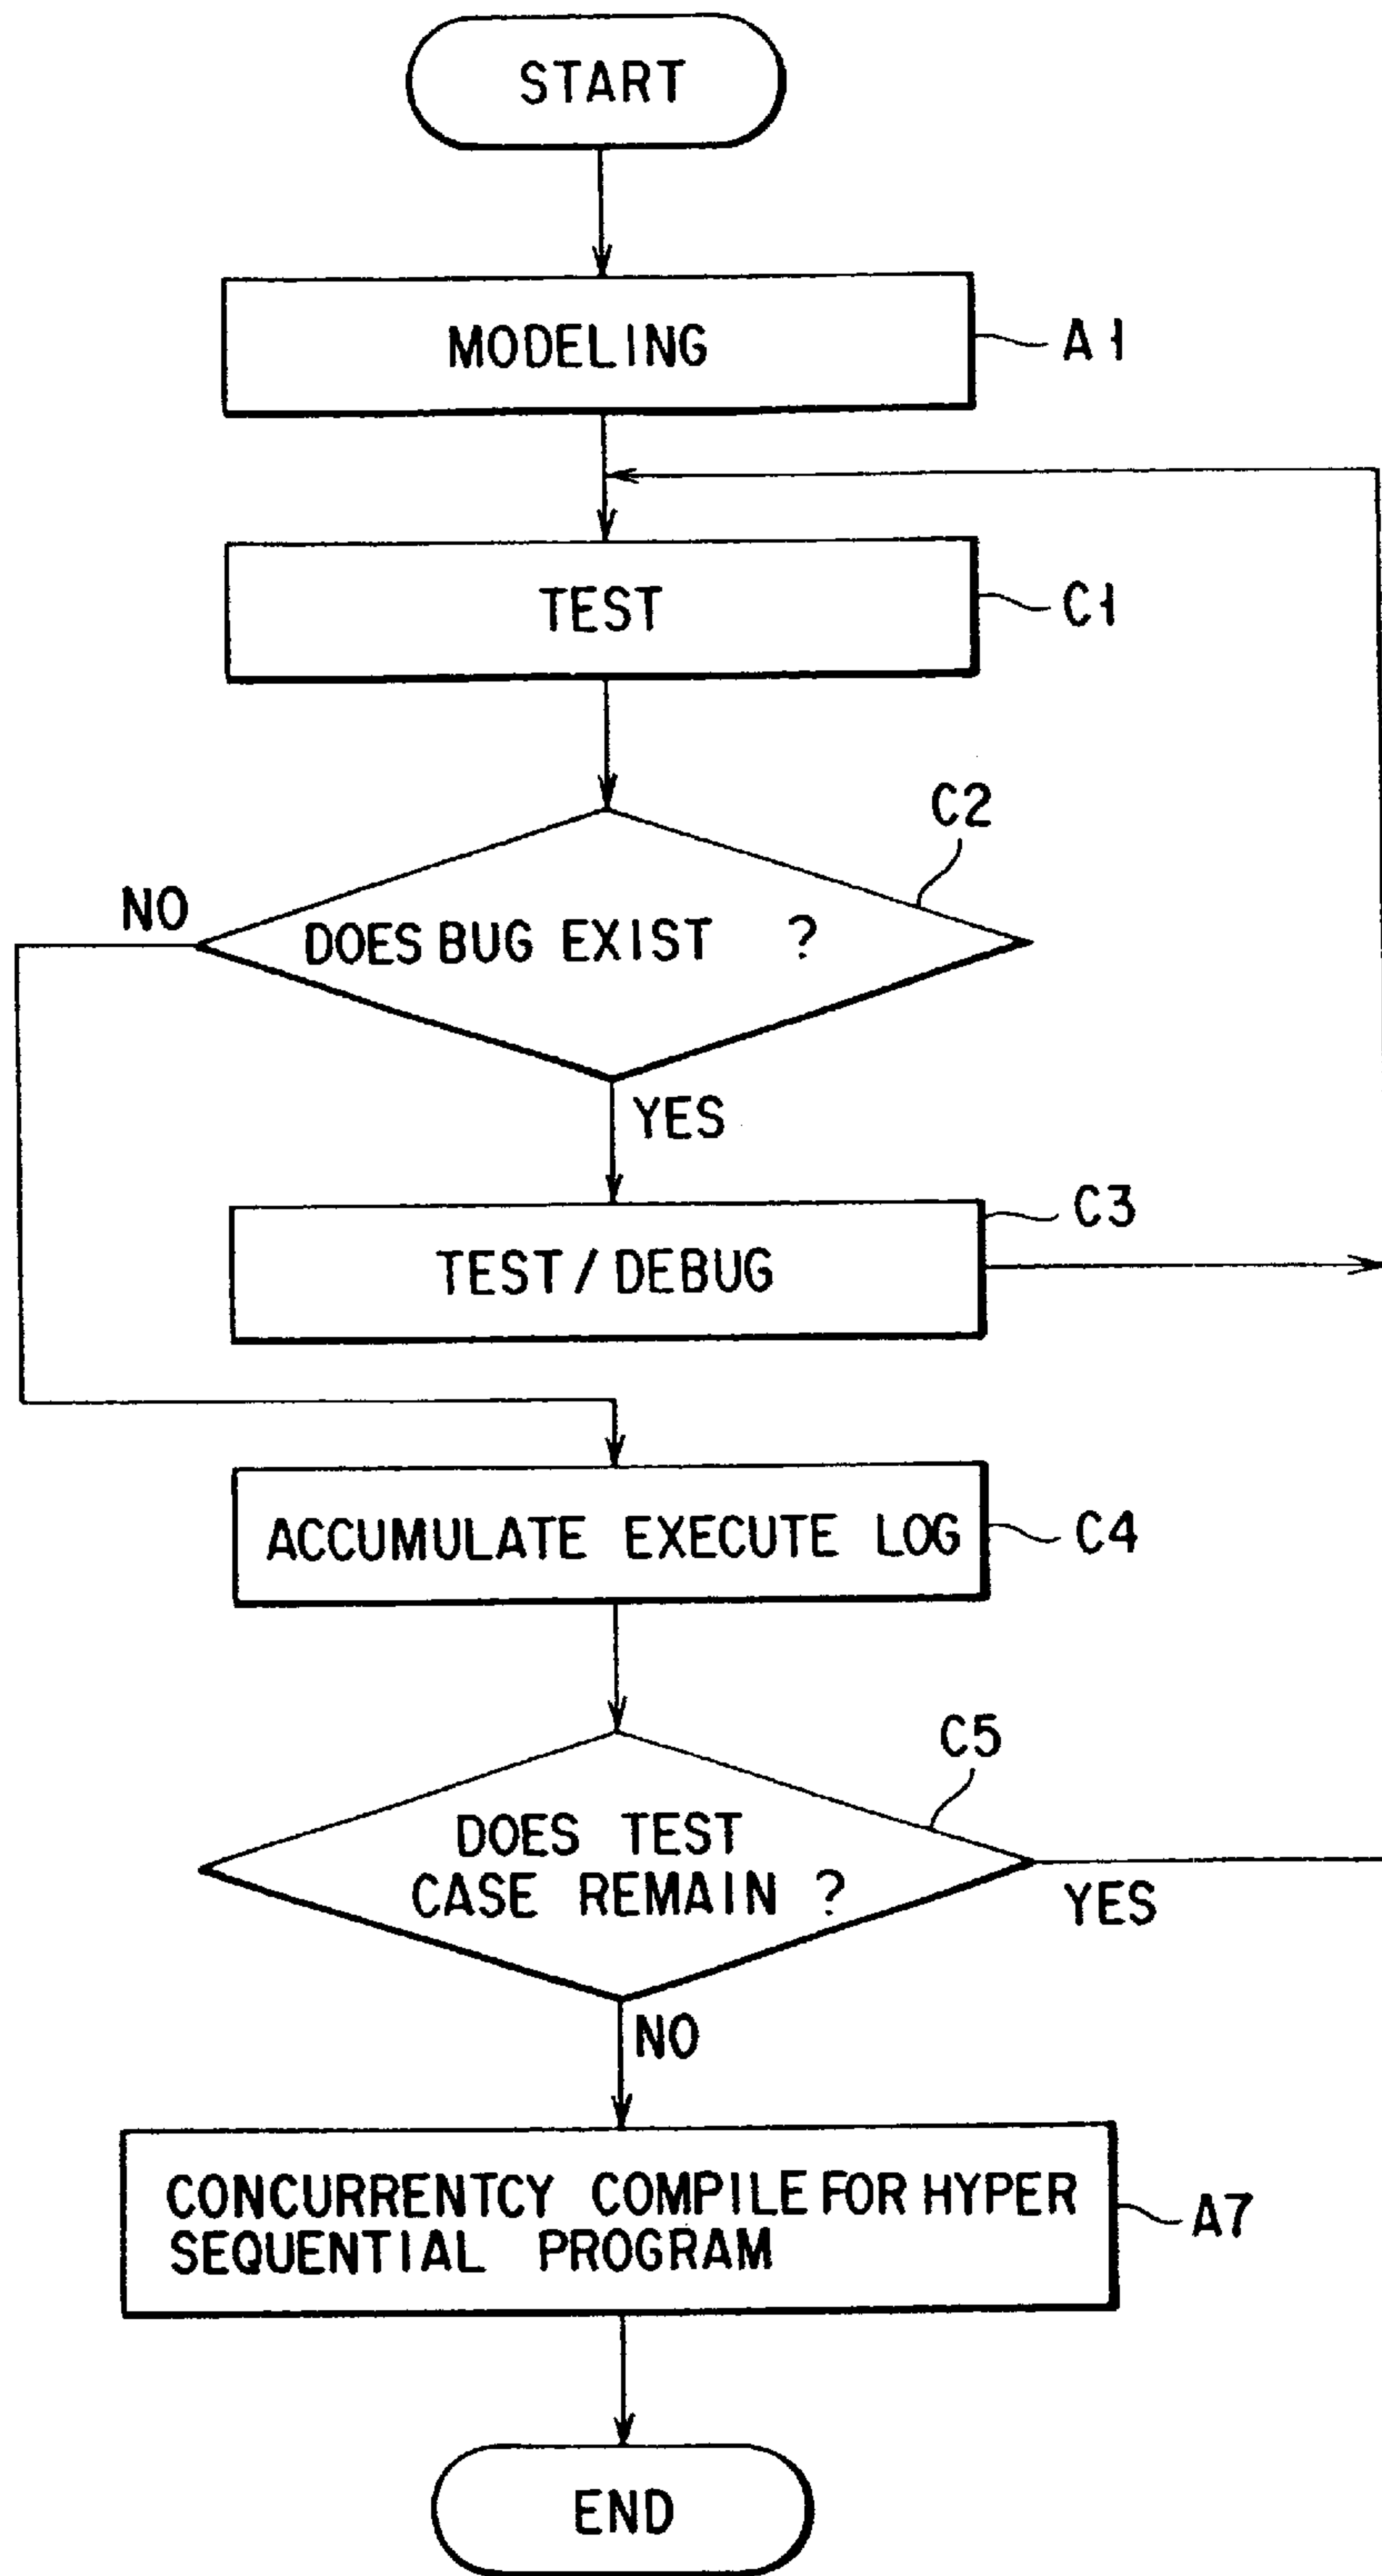 START
MODELING
A1
TEST
C1
C2
NO
DOES BUG EXIST ?
YES
C3
TEST/DEBUG
ACCUMULATE EXECUTE LOG
C4
C5
DOES TEST
CASE REMAIN ?
YES
NO
CONCURRENTCY COMPILE FOR HYPER
SEQUENTIAL PROGRAM
A7
END